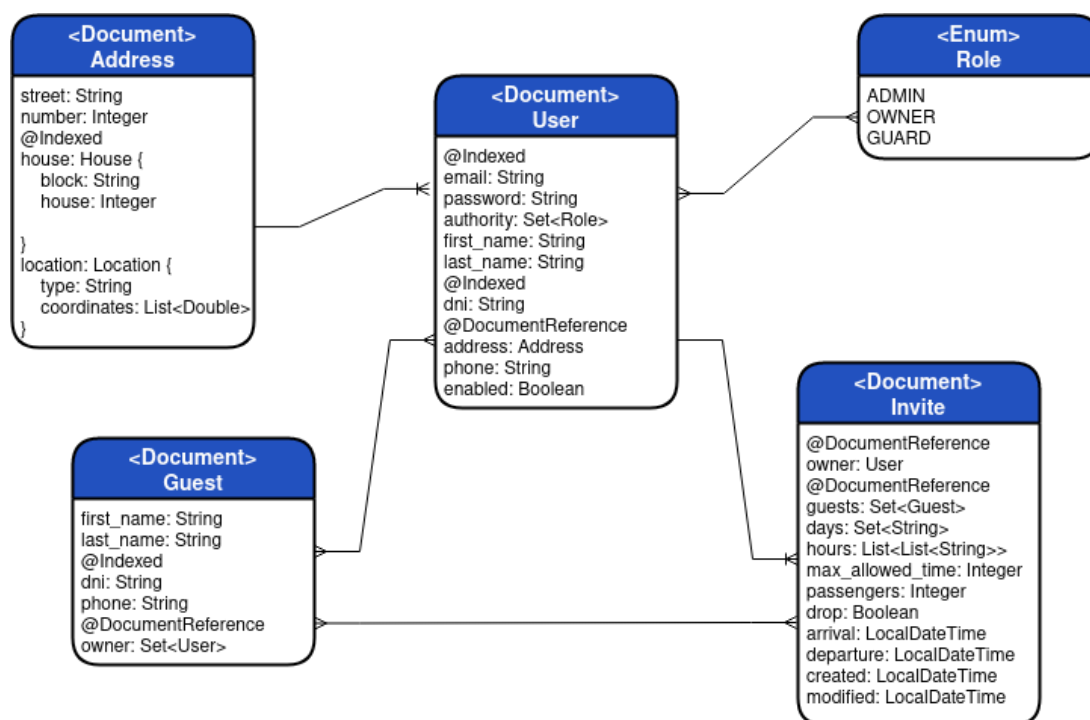 <Document>
Address
street: String
number: Integer
@Indexed
house: House {
block: String
house: Integer
}
location: Location {
type: String
coordinates: List<Double>
}
<Document>
User
@Indexed
email: String
password: String
authority: Set<Role>
first_name: String
last_name: String
@Indexed
dni: String
@DocumentReference
address: Address
phone: String
enabled: Boolean
<Enum>
Role
ADMIN
OWNER
GUARD
<Document>
Guest
first_name: String
last_name: String
@Indexed
dni: String
phone: String
@DocumentReference
owner: Set<User>
<Document>
Invite
@DocumentReference
owner: User
@DocumentReference
guests: Set<Guest>
days: Set<String>
hours: List<List<String>>
max_allowed_time: Integer
passengers: Integer
drop: Boolean
arrival: LocalDateTime
departure: LocalDateTime
created: LocalDateTime
modified: LocalDateTime